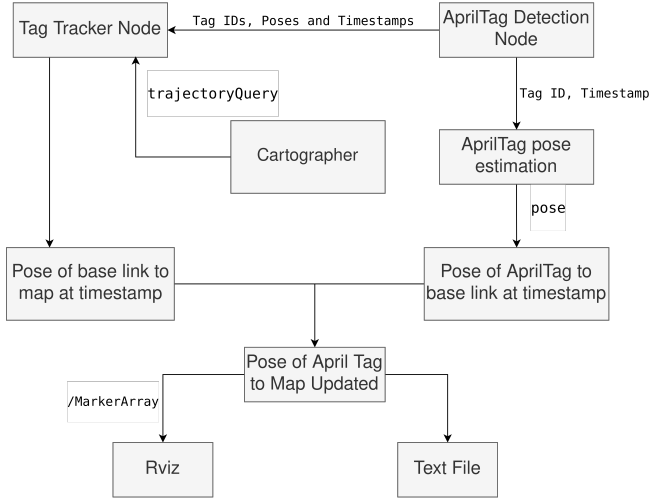 Tag Tracker Node
Tag IDs, Poses and Timestamps
AprilTag Detection
Node
trajectoryQuery
Tag ID, Timestamp
Cartographer
AprilTag pose
estimation
pose
Pose of base link to
map at timestamp
Pose of AprilTag to
base link at timestamp
Pose of April Tag
to Map Updated
/MarkerArray
Rviz
Text File